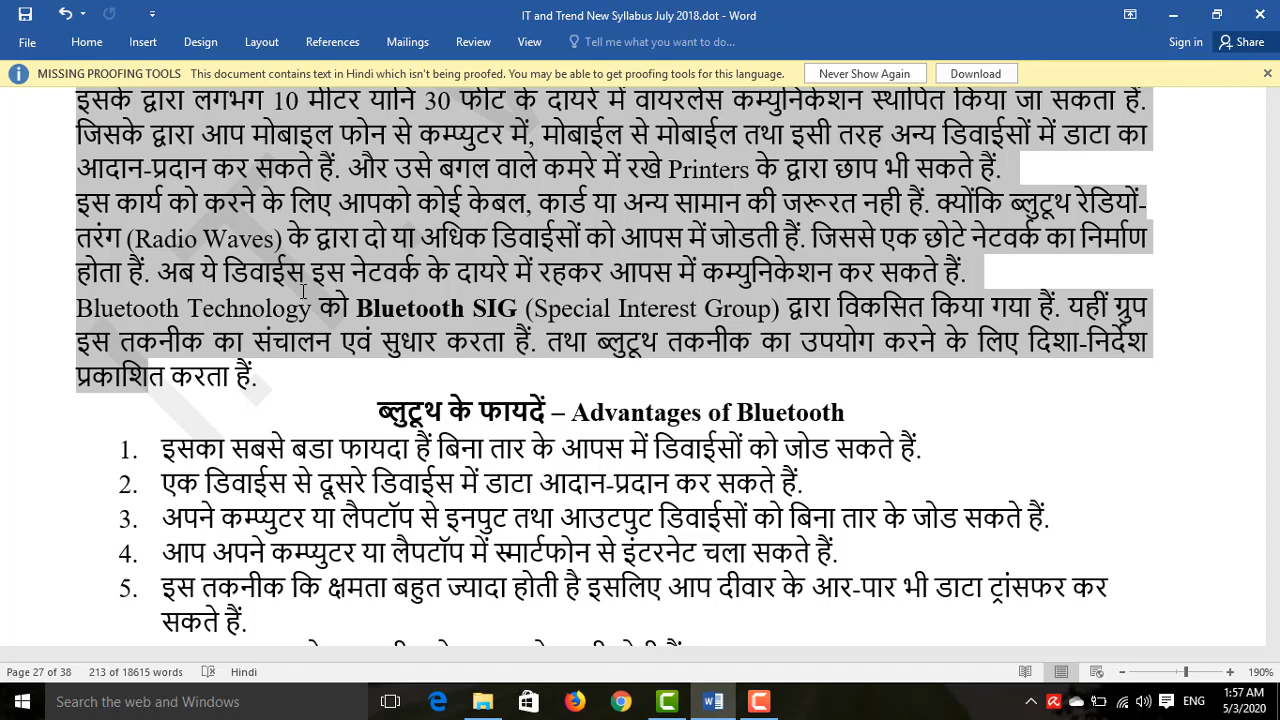 IT and Trend New Syllabus July 2018.dot - Word
File Home Insert Design Layout References Mailings Review View Tell me what you want to do... Sign in Share
MISSING PROOFING TOOLS This document contains text in Hindi which isn't being proofed. You may be able to get proofing tools for this language. Never Show Again Download
इसके द्वारा लगभग 10 मीटर यानि 30 फीट के दायरे में वायरलेस कम्युनिकेशन स्थापित किया जा सकता हैं.
जिसके द्वारा आप मोबाइल फोन से कम्प्युटर में, मोबाईल से मोबाईल तथा इसी तरह अन्य डिवाईसों में डाटा का
आदान-प्रदान कर सकते हैं. और उसे बगल वाले कमरे में रखे Printers के द्वारा छाप भी सकते हैं.
इस कार्य को करने के लिए आपको कोई केबल, कार्ड या अन्य सामान की जरूरत नही हैं. क्योंकि ब्लुटूथ रेडियों-
तरंग (Radio Waves) के द्वारा दो या अधिक डिवाईसों को आपस में जोडती हैं. जिससे एक छोटे नेटवर्क का निर्माण
होता हैं. अब ये डिवाईस इस नेटवर्क के दायरे में रहकर आपस में कम्युनिकेशन कर सकते हैं.
Bluetooth Technology को Bluetooth SIG (Special Interest Group) द्वारा विकसित किया गया हैं. यहीं ग्रुप
इस तकनीक का संचालन एवं सुधार करता हैं. तथा ब्लुटूथ तकनीक का उपयोग करने के लिए दिशा-निर्देश
प्रकाशित करता हैं.
ब्लुटूथ के फायदें – Advantages of Bluetooth
1. इसका सबसे बडा फायदा हैं बिना तार के आपस में डिवाईसों को जोड सकते हैं.
2. एक डिवाईस से दूसरे डिवाईस में डाटा आदान-प्रदान कर सकते हैं.
3. अपने कम्प्युटर या लैपटॉप से इनपुट तथा आउटपुट डिवाईसों को बिना तार के जोड सकते हैं.
4. आप अपने कम्प्युटर या लैपटॉप में स्मार्टफोन से इंटरनेट चला सकते हैं.
5. इस तकनीक कि क्षमता बहुत ज्यादा होती है इसलिए आप दीवार के आर-पार भी डाटा ट्रांसफर कर
सकते हैं.
Page 27 of 38 213 of 18615 words Hindi 190%
Search the web and Windows ENG 1:57 AM
5/3/2020